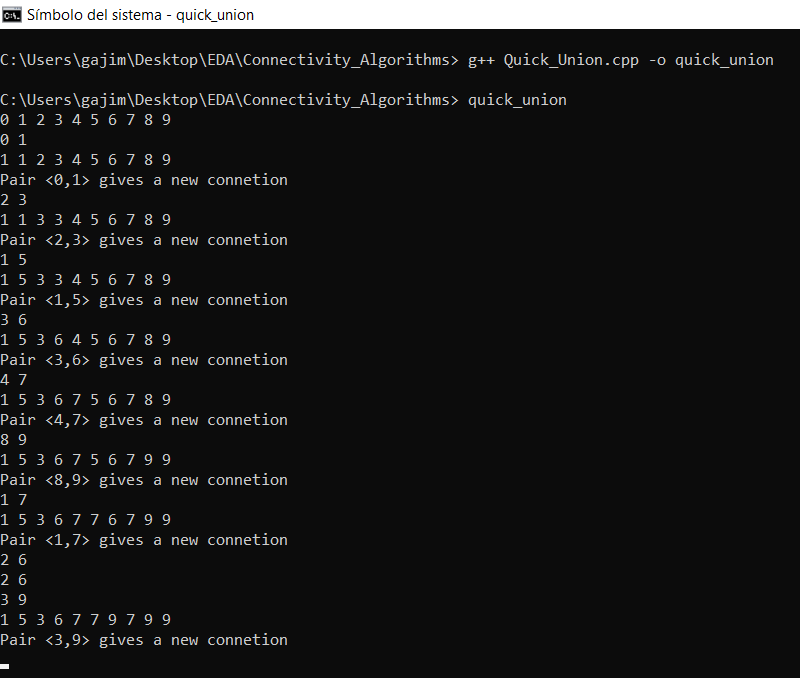 Símbolo del sistema - quick_union
C:\Users\gajim\Desktop\EDA\Connectivity_Algorithms> g++ Quick_Union.cpp -o quick_union
C:\Users\gajim\Desktop\EDA\Connectivity_Algorithms> quick_union
0 1 2 3 4 5 6 7 8 9
0 1
1 1 2 3 4 5 6 7 8 9
Pair <0,1> gives a new connetion
2 3
1 1 3 3 4 5 6 7 8 9
Pair <2,3> gives a new connetion
1 5
1 5 3 3 4 5 6 7 8 9
Pair <1,5> gives a new connetion
3 6
1 5 3 6 4 5 6 7 8 9
Pair <3,6> gives a new connetion
4 7
1 5 3 6 7 5 6 7 8 9
Pair <4,7> gives a new connetion
8 9
1 5 3 6 7 5 6 7 9 9
Pair <8,9> gives a new connetion
1 7
1 5 3 6 7 7 6 7 9 9
Pair <1,7> gives a new connetion
2 6
2 6
3 9
1 5 3 6 7 7 9 7 9 9
Pair <3,9> gives a new connetion